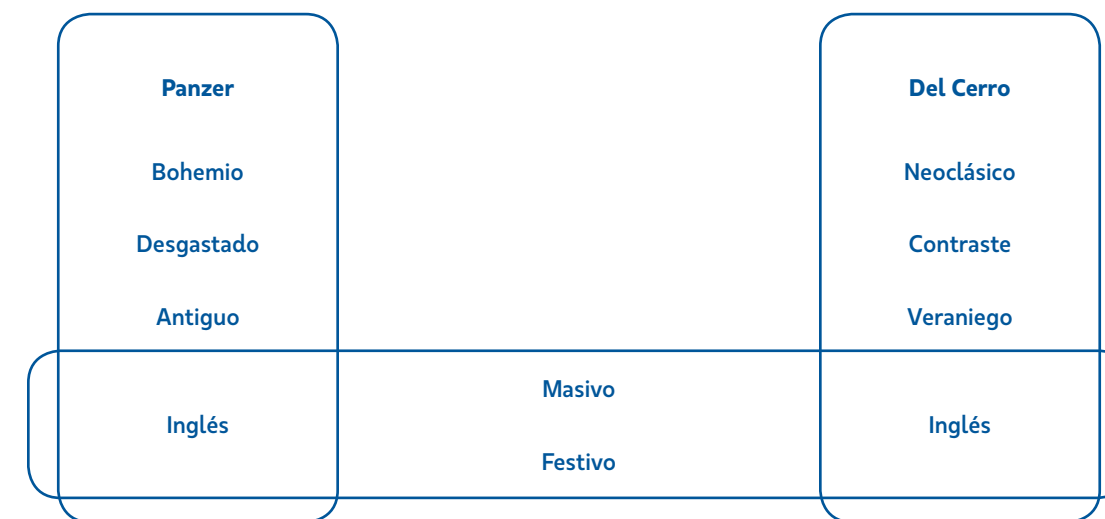 Panzer
Bohemio
Desgastado
Antiguo
Inglés
Masivo
Festivo
Del Cerro
Neoclásico
Contraste
Veraniego
Inglés